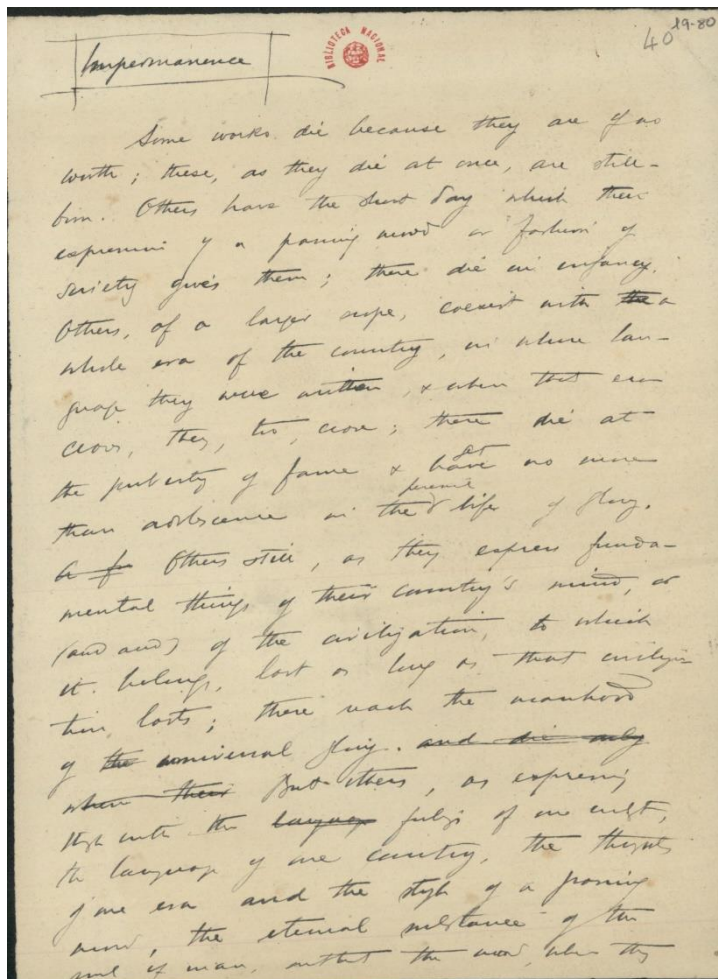 19-80
40
BIBLIOTECA NACIONAL
Impermanence
Some works die because they are of no
worth; these, as they die at once, are still-
born. Others have the short day which their
expression of a passing mood or fashion of
society gives them; these die in infancy.
Others, of a larger scope, coexist with the a
whole era of the country, in whose lan-
guage they were written, & when that era
closes, they, too, close; these die at
the puberty of fame & have get no more
than adolescence in the life of glory.
Others still, as they express funda-
mental things of their country's mind, or
(and and) of the civilization, to which
it belongs, last as long as that civiliza-
tion lasts; these reach the manhood
of the universal glory. and die only
when their But others, as expressing
with the language of one
the language of one country, the thoughts
of one era and the style of a passing
mood, the eternal substance of the
soul of man, the mood, when they